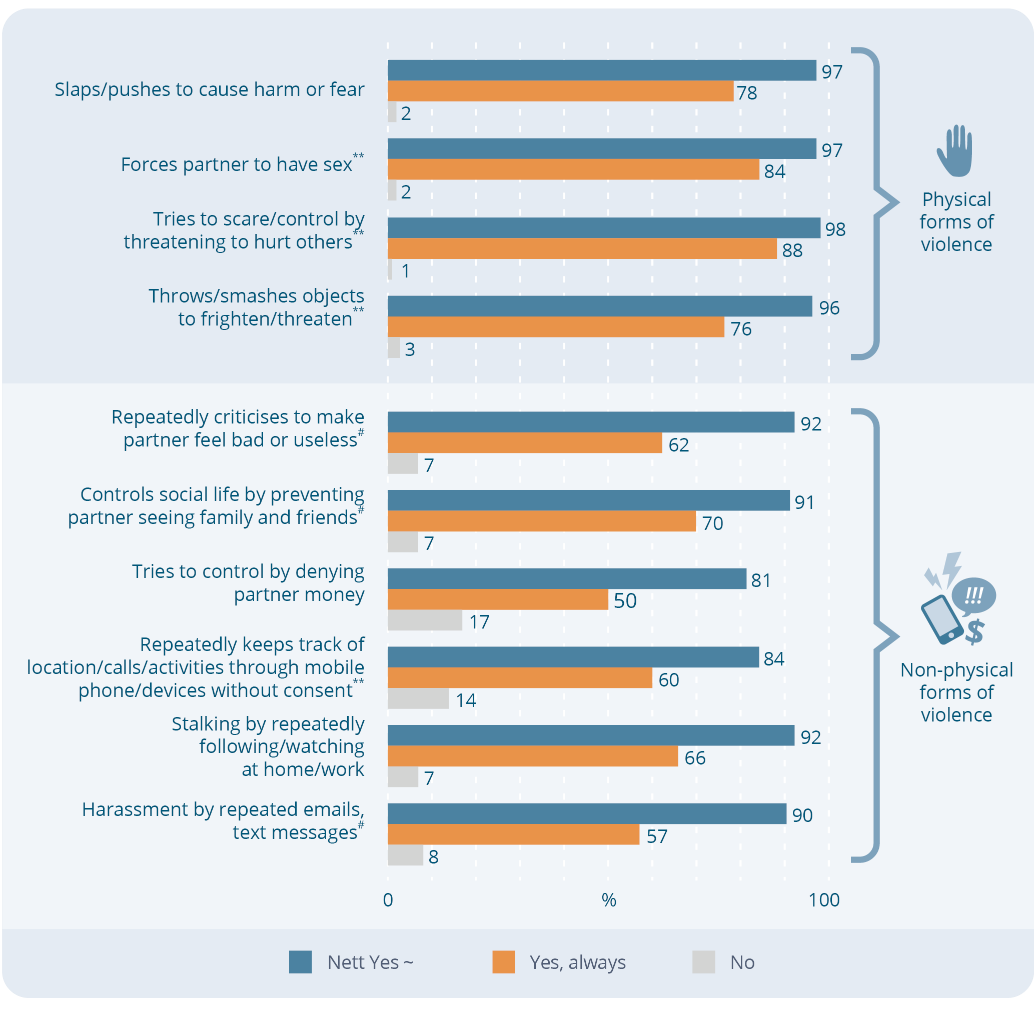 Slaps/pushes to cause harm or fear
97
78
2
Forces partner to have sex**
97
84
2
Tries to scare/control by
threatening to hurt others**
98
88
1
Throws/smashes objects
to frighten/threaten**
96
76
3
Physical
forms of
violence
Repeatedly criticises to make
partner feel bad or useless#
92
62
7
Controls social life by preventing
partner seeing family and friends#
91
70
7
Tries to control by denying
partner money
81
50
17
Repeatedly keeps track of
location/calls/activities through mobile
phone/devices without consent**
84
60
14
Stalking by repeatedly
following/watching
at home/work
92
66
7
Harassment by repeated emails,
text messages#
90
57
8
!!!
$
Non-physical
forms of
violence
0 % 100
Nett Yes ~ Yes, always No